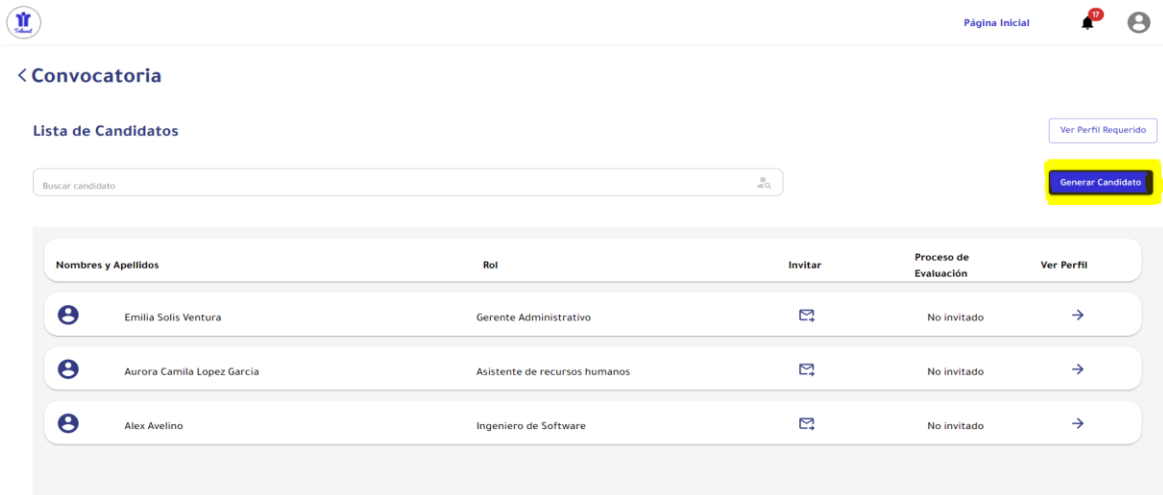 Talent
Página Inicial
17
< Convocatoria
Lista de Candidatos
Ver Perfil Requerido
Buscar candidato
Generar Candidato
Nombres y Apellidos Rol Invitar Proceso de Evaluación Ver Perfil
Emilia Solis Ventura Gerente Administrativo No invitado
Aurora Camila Lopez García Asistente de recursos humanos No invitado
Alex Avelino Ingeniero de Software No invitado